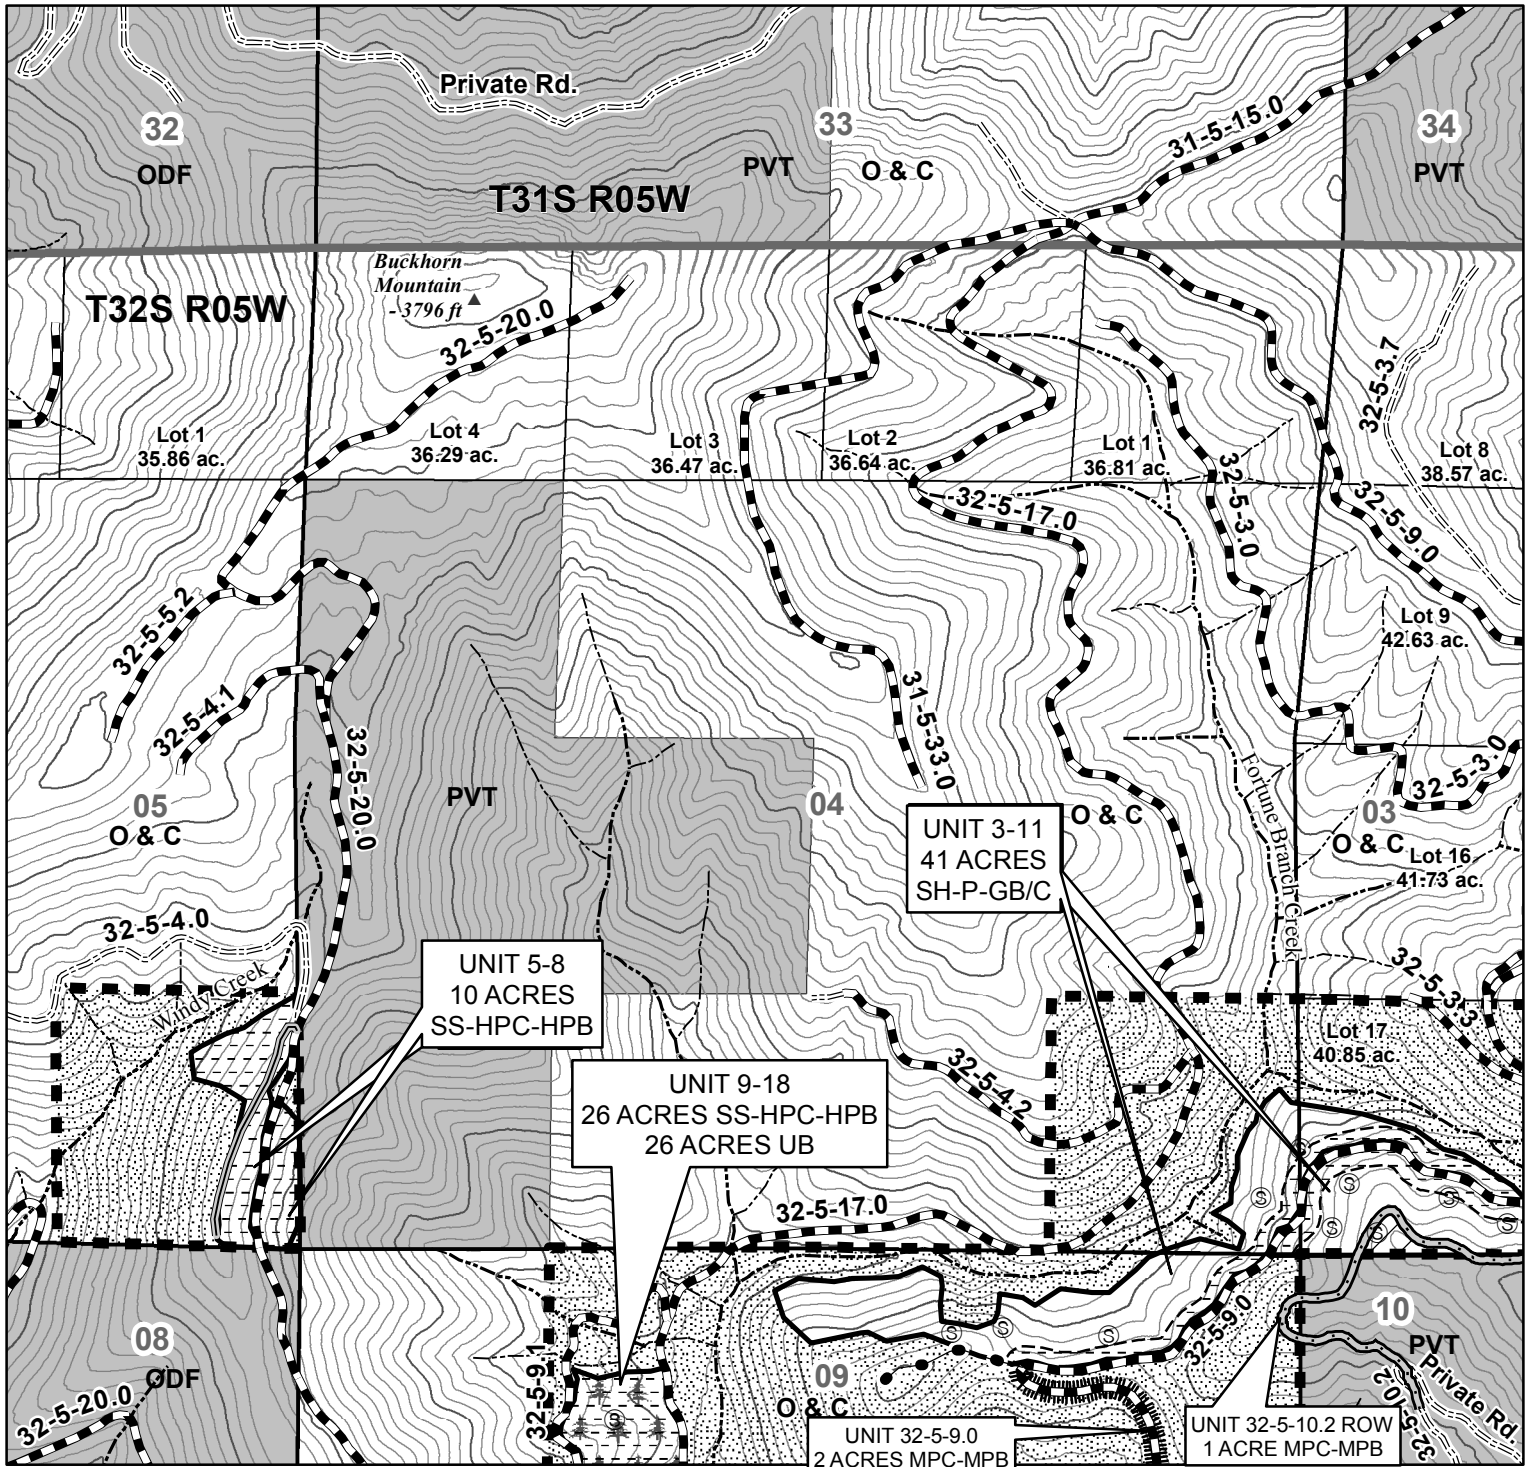 Private Rd.
32
ODF
33
PVT
O & C
31-5-15.0
34
PVT
T31S R05W
T32S R05W
Buckhorn
Mountain
- 3796 ft
32-5-20.0
32-5-3.7
Lot 1
35.86 ac.
Lot 4
36.29 ac.
Lot 3
36.47 ac.
Lot 2
36.64 ac.
Lot 1
36.81 ac.
Lot 8
38.57 ac.
32-5-17.0
32-5-3.0
32-5-9.0
32-5-5.2
32-5-4.1
Lot 9
42.63 ac.
31-5-33.0
32-5-20.0
05
O & C
PVT
04
O & C
Fortune Branch Creek
32-5-3.0
03
O & C
Lot 16
41.73 ac.
UNIT 3-11
41 ACRES
SH-P-GB/C
32-5-4.0
Windy Creek
UNIT 5-8
10 ACRES
SS-HPC-HPB
32-5-3.3
Lot 17
40.85 ac
32-5-4.2
UNIT 9-18
26 ACRES SS-HPC-HPB
26 ACRES UB
32-5-17.0
S
S
S
S
S
S
S
08
ODF
32-5-20.0
32-5-9.1
S
S
S
S
09
O & C
32-5-9.0
10
PVT
Private Rd.
32-5-10.2
UNIT 32-5-9.0
2 ACRES MPC-MPB
UNIT 32-5-10.2 ROW
1 ACRE MPC-MPB